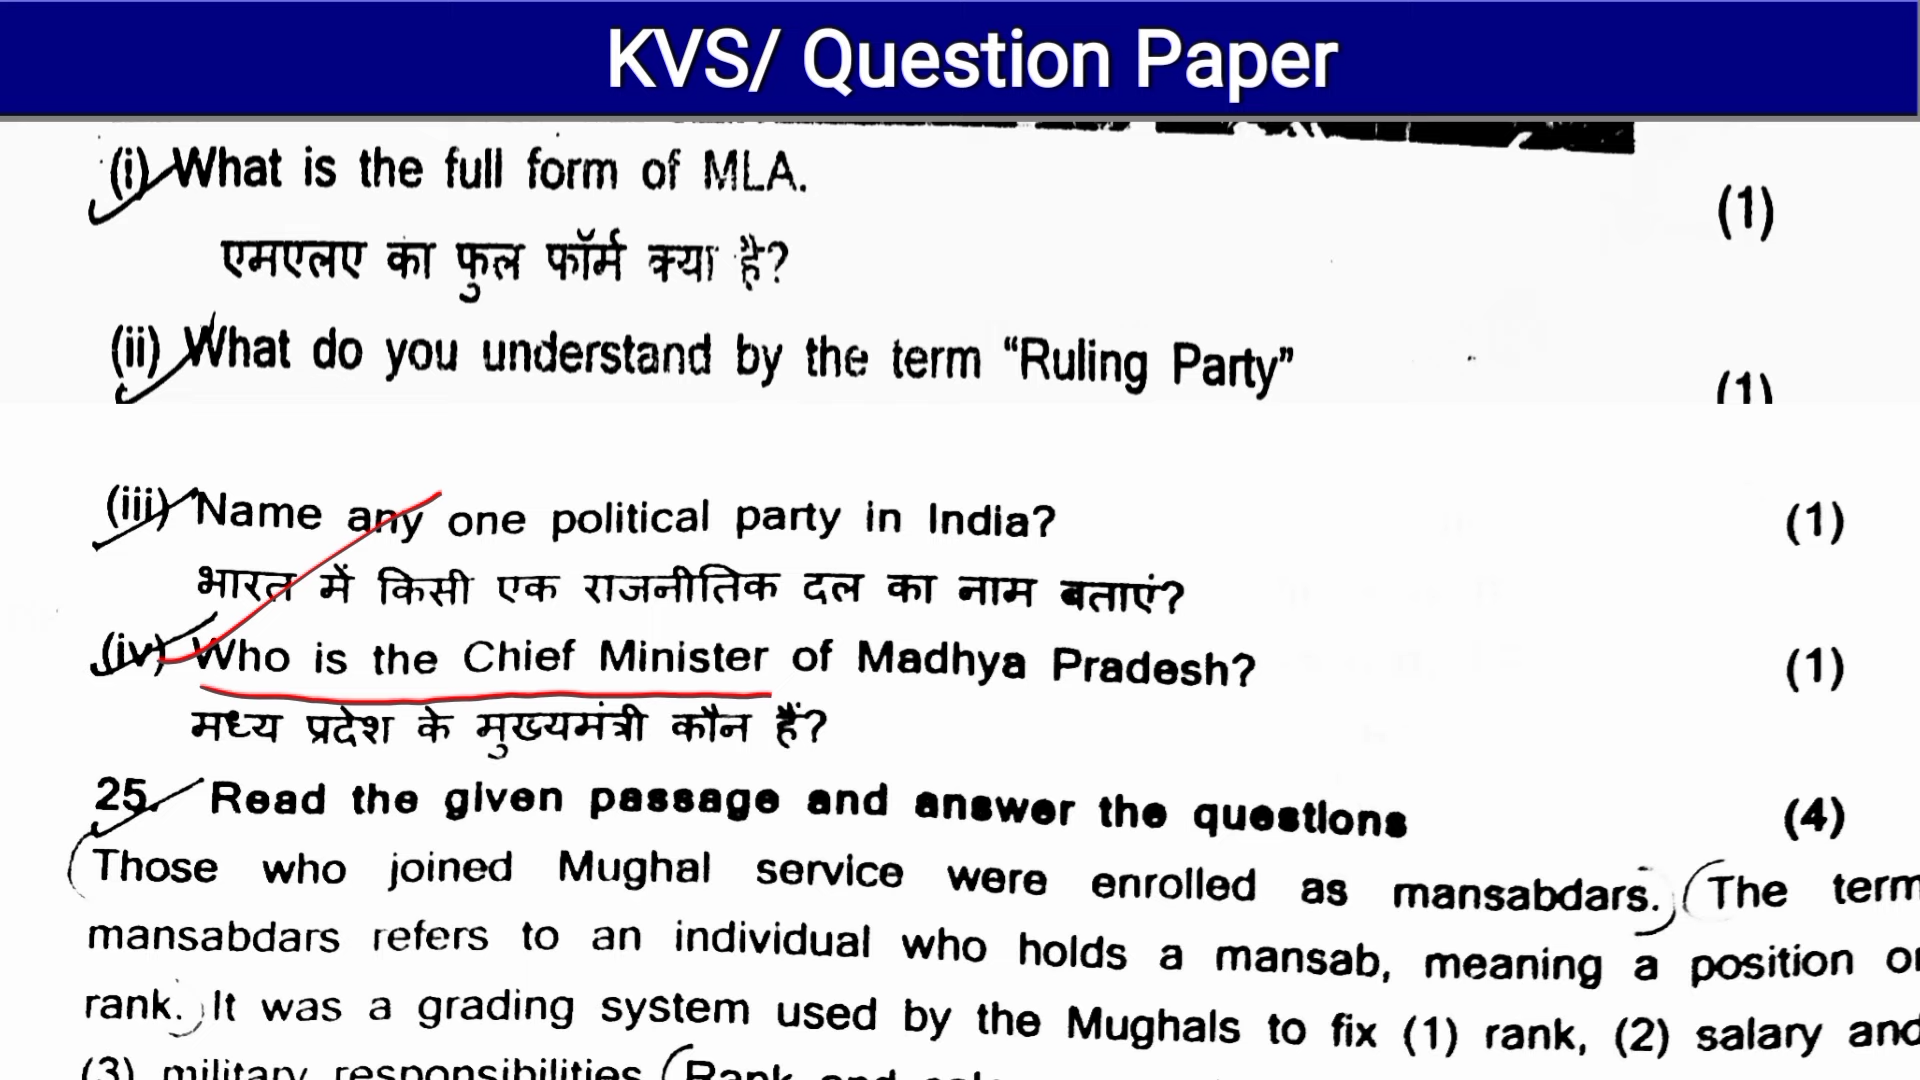 KVS/ Question Paper
(i) What is the full form of MLA. (1)
एमएलए का फुल फॉर्म क्या है?
(ii) What do you understand by the term “Ruling Party” (1)
(iii) Name any one political party in India? (1)
भारत में किसी एक राजनीतिक दल का नाम बताएं?
(iv) Who is the Chief Minister of Madhya Pradesh? (1)
मध्य प्रदेश के मुख्यमंत्री कौन हैं?
25. Read the given passage and answer the questions (4)
Those who joined Mughal service were enrolled as mansabdars. The term
mansabdars refers to an individual who holds a mansab, meaning a position or
rank. It was a grading system used by the Mughals to fix (1) rank, (2) salary and
(3) military responsibilities. Rank and